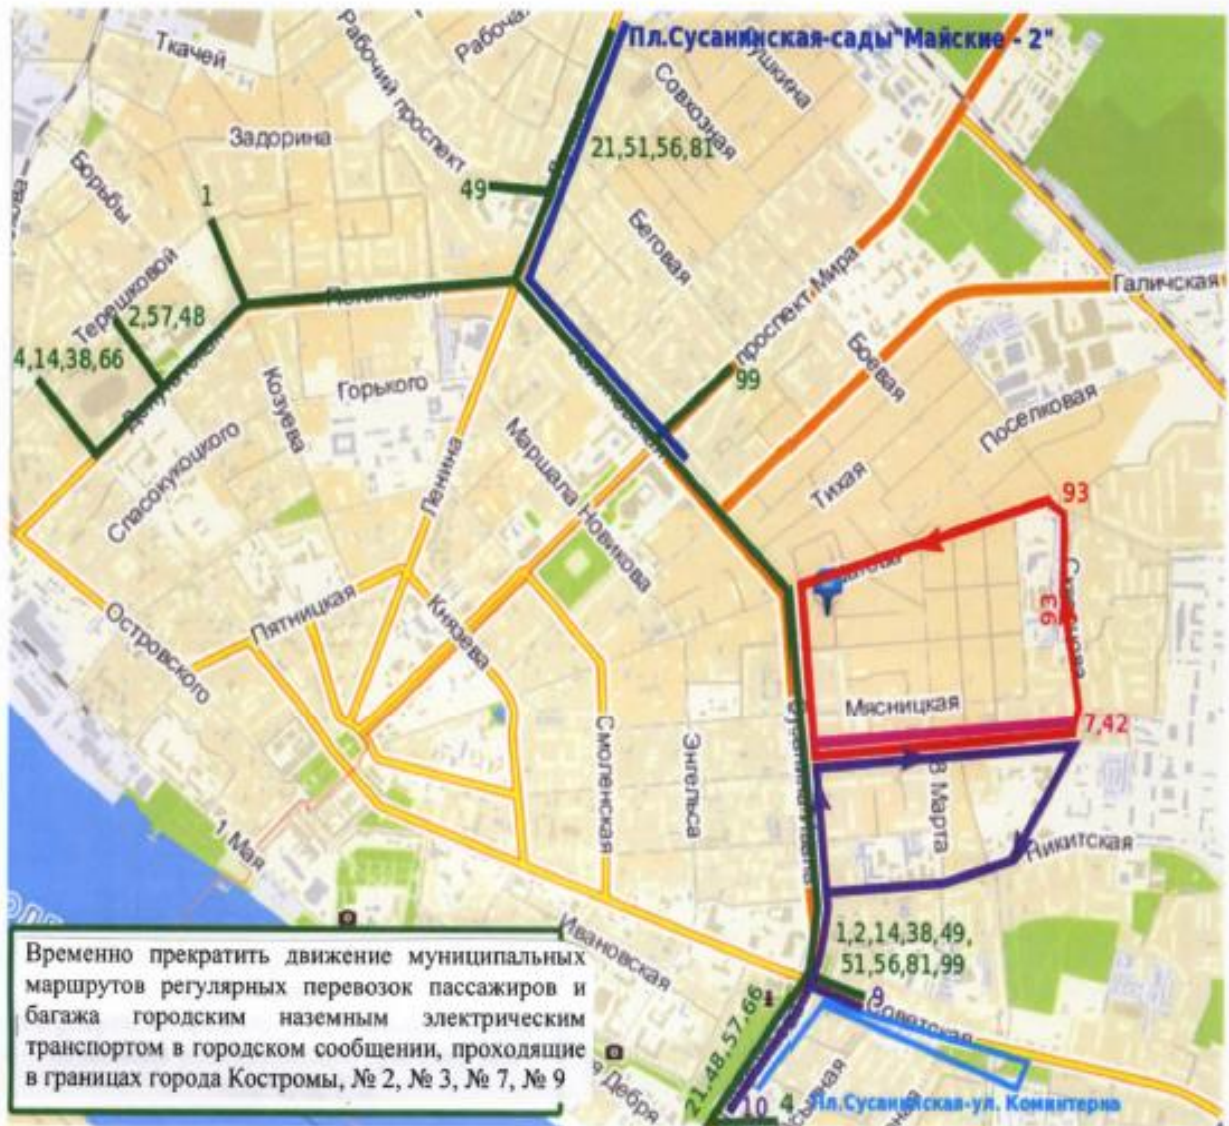 Ткачей
Рабочий проспект
Пл.Сусанинская-сады"Майские - 2"
Совхозная
Задорина
21,51,56,81
49
Борьбы
1
Беговая
Терешковой
2,57,48
4,14,38,66
проспект Мира
Галичская
Козуева
Горького
99
Боевая
Поселковая
Спасокукоцкого
Ленина
Маршала Новикова
Тихая
93
93
Островского
Пятницкая
Князева
Мясницкая
7,42
Смоленская
Энгельса
8 Марта
1 Мая
Никитская
Ивановская
1,2,14,38,49,
51,56,81,99
9
Советская
21,48,57,66
Временно прекратить движение муниципальных
маршрутов регулярных перевозок пассажиров и
багажа городским наземным электрическим
транспортом в городском сообщении, проходящие
в границах города Костромы, № 2, № 3, № 7, № 9
я Дебря
10
4
Пл.Сусанинская-ул. Коминтерна